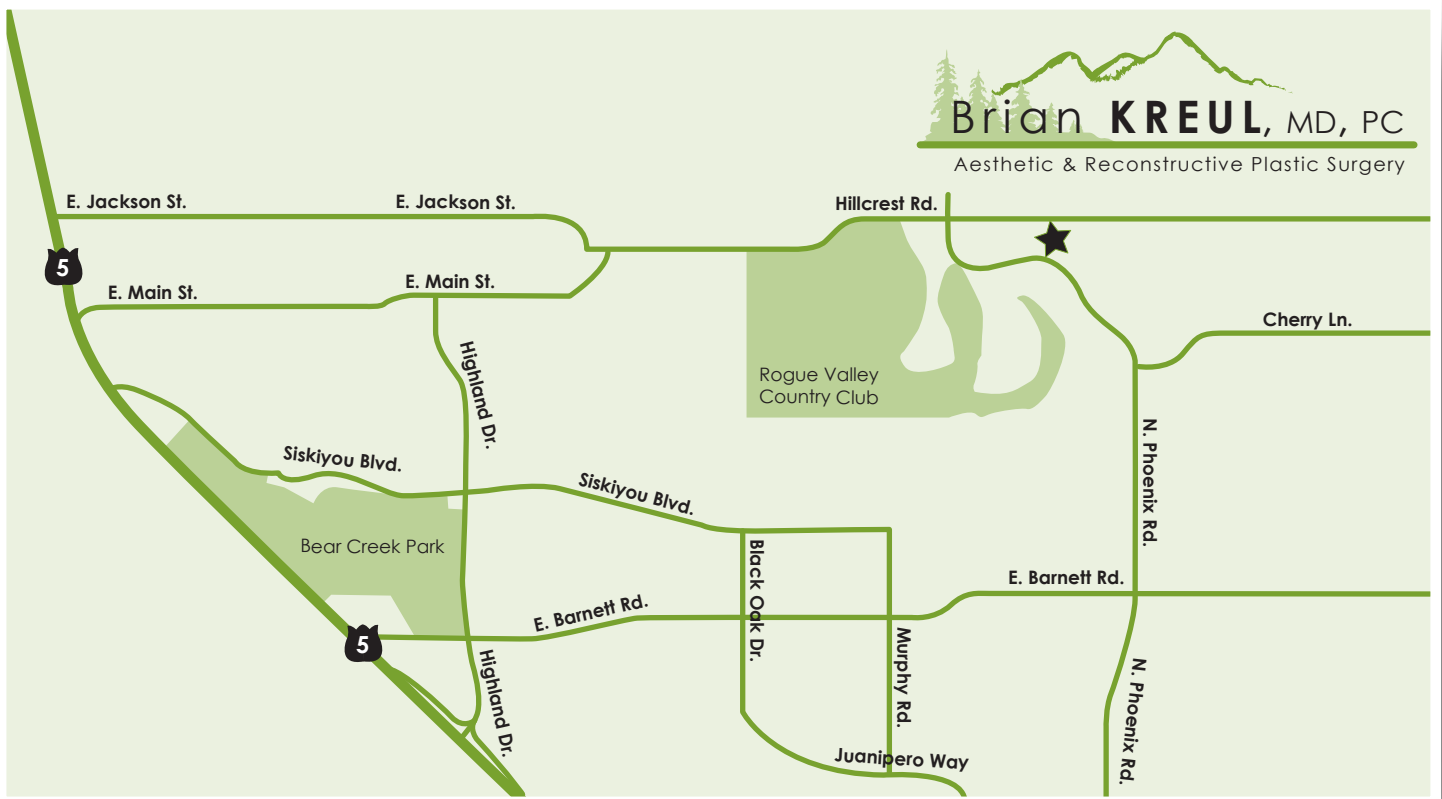 Brian KREUL, MD, PC
Aesthetic & Reconstructive Plastic Surgery
E. Jackson St.
E. Jackson St.
Hillcrest Rd.
5
E. Main St.
E. Main St.
Cherry Ln.
Highland Dr.
Rogue Valley
Country Club
N. Phoenix Rd.
Siskiyou Blvd.
Siskiyou Blvd.
Bear Creek Park
Black Oak Dr.
E. Barnett Rd.
E. Barnett Rd.
5
Highland Dr.
Murphy Rd.
N. Phoenix Rd.
Juanipero Way